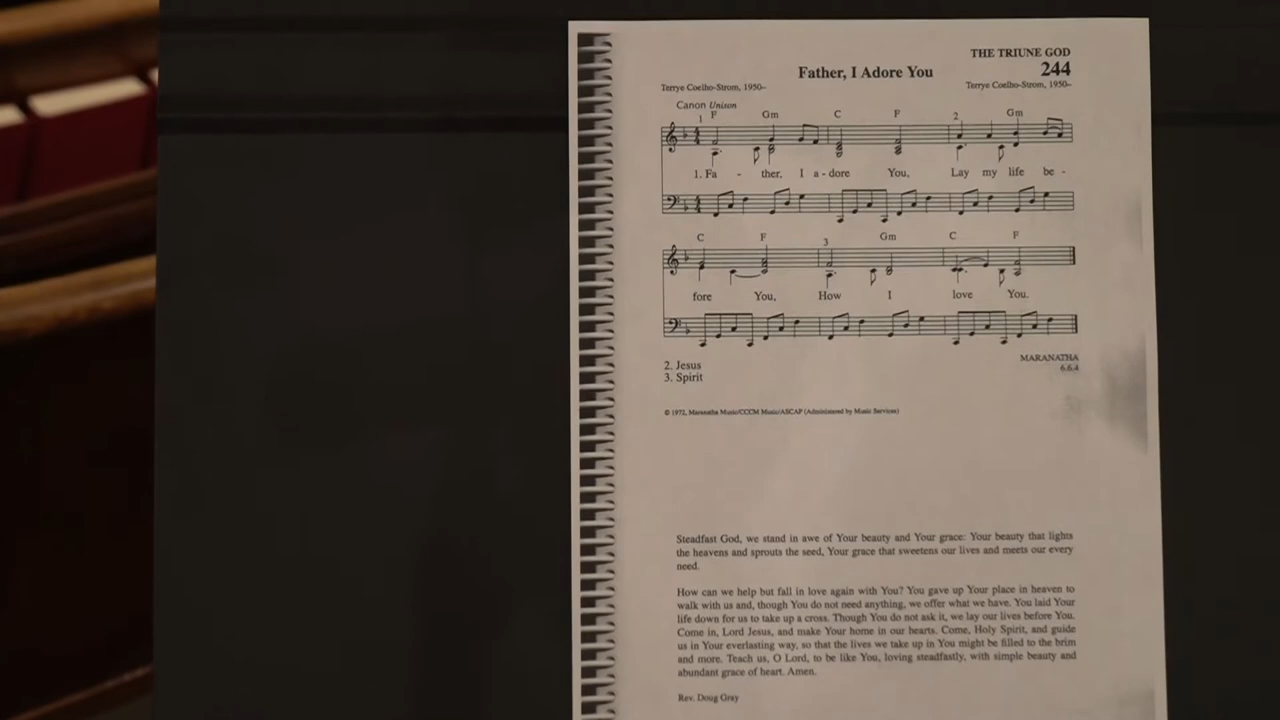 THE TRIUNE GOD
Father, I Adore You 244
Terrye Coelho-Strom, 1950– Terrye Coelho-Strom, 1950–
Canon Unison
1 F Gm C F 2 Gm
1. Fa - ther, I a - dore You, Lay my life be -
C F 3 Gm C F
fore You, How I love You.
2. Jesus
3. Spirit
MARANATHA
6.6.4
© 1972, Maranatha Music/CCCM Music/ASCAP (Administered by Music Services)
Steadfast God, we stand in awe of Your beauty and Your grace: Your beauty that lights
the heavens and sprouts the seed, Your grace that sweetens our lives and meets our every
need.
How can we help but fall in love again with You? You gave up Your place in heaven to
walk with us and, though You do not need anything, we offer what we have. You laid Your
life down for us to take up a cross. Though You do not ask it, we lay our lives before You.
Come in, Lord Jesus, and make Your home in our hearts. Come, Holy Spirit, and guide
us in Your everlasting way, so that the lives we take up in You might be filled to the brim
and more. Teach us, O Lord, to be like You, loving steadfastly, with simple beauty and
abundant grace of heart. Amen.
Rev. Doug Gray